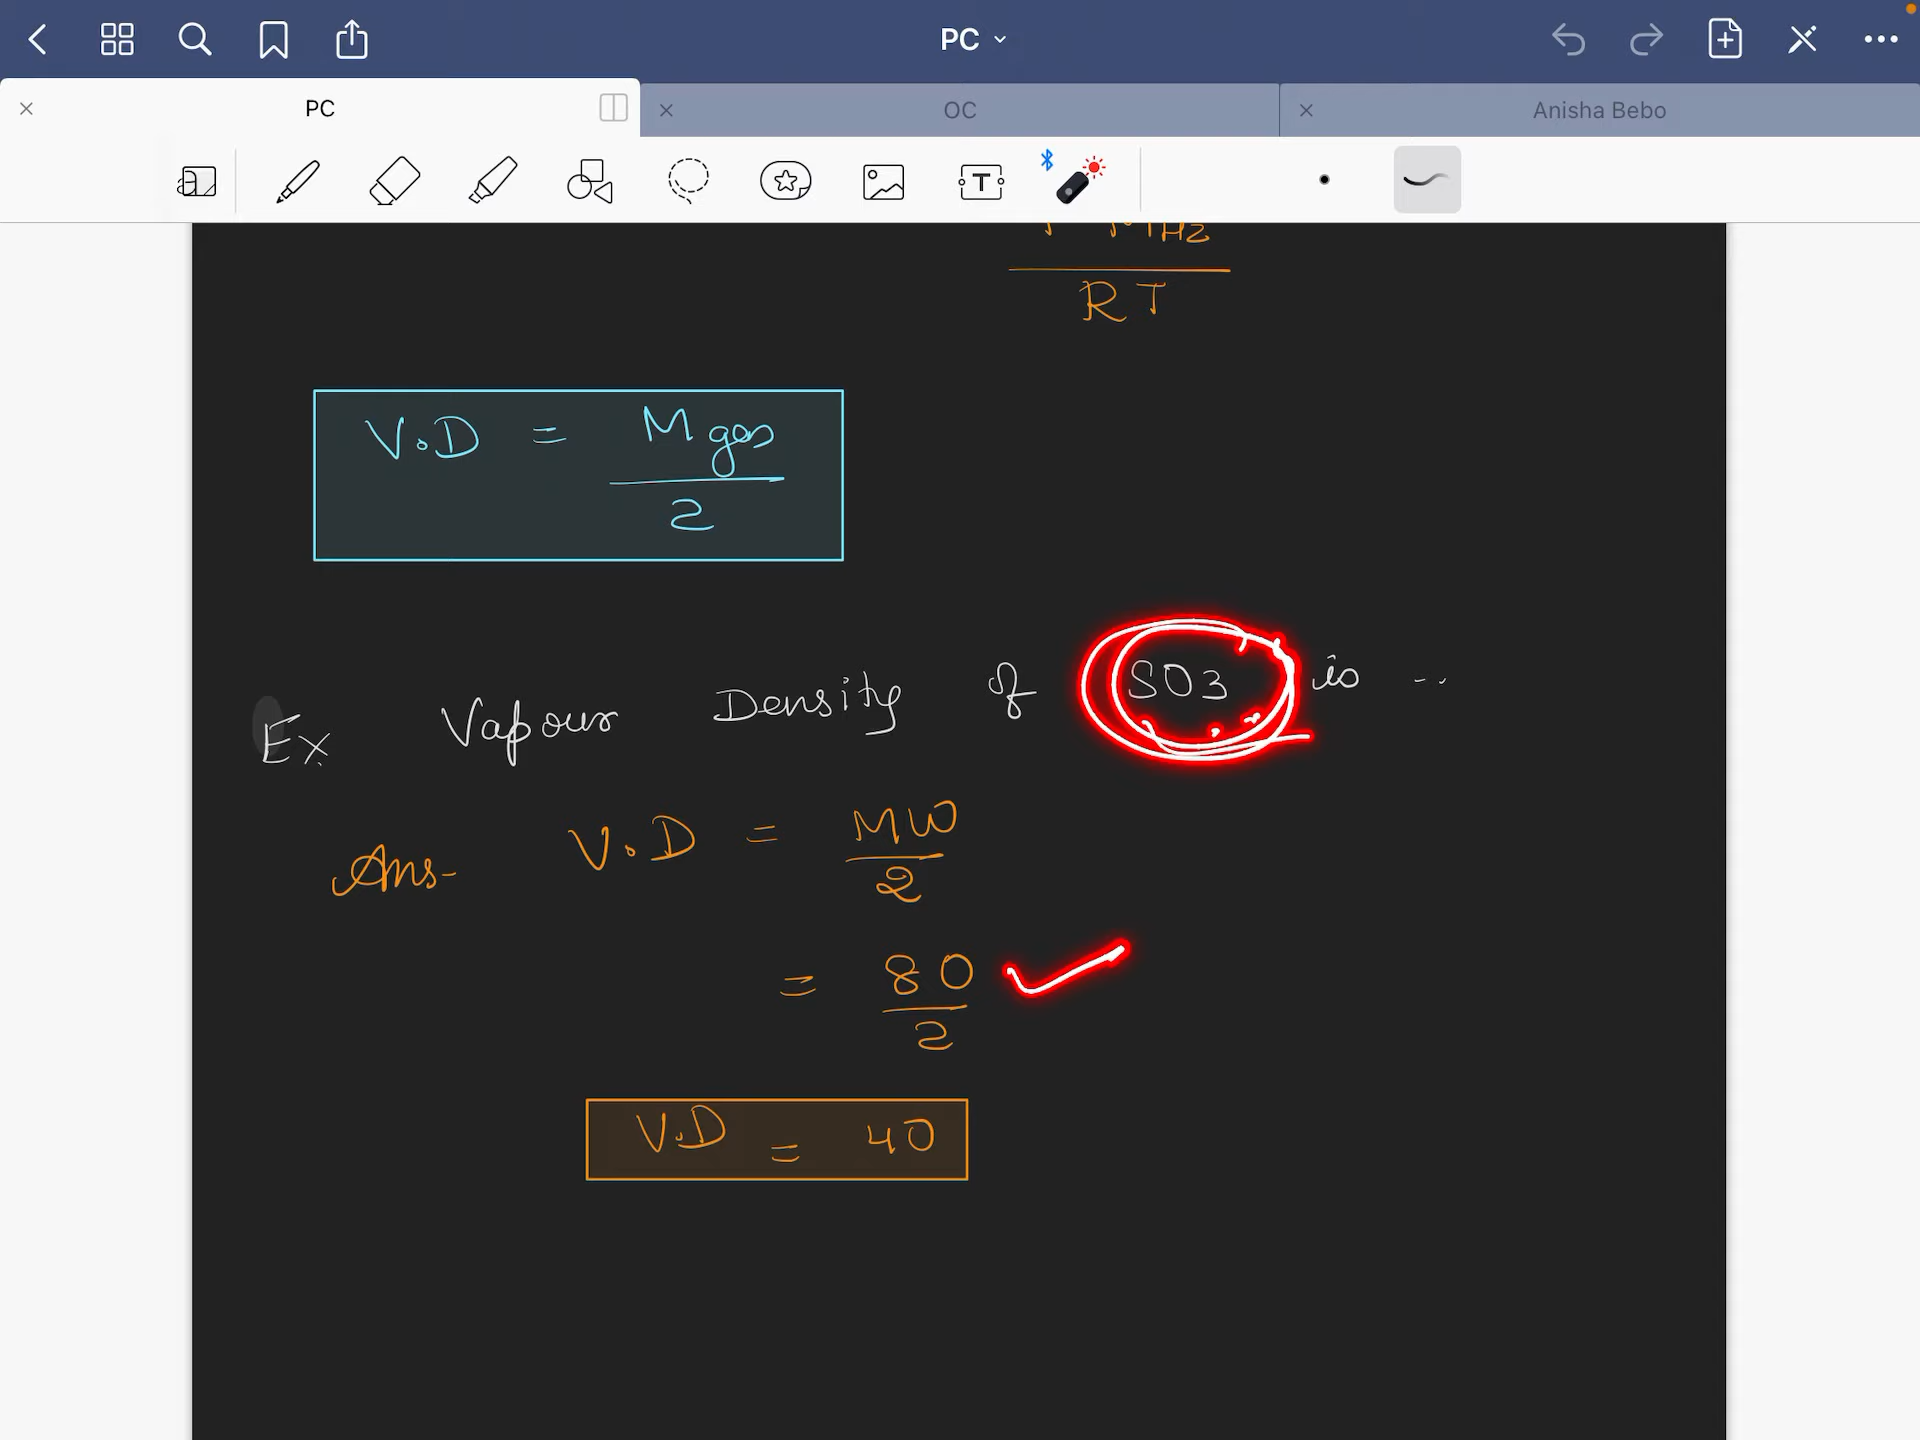 PC
PC
OC
Anisha Bebo
T
RT
V.D = M gas
2
Ex Vapour Density of SO3 is ..
Ans- V.D = MW
2
= 80
2
V.D = 40